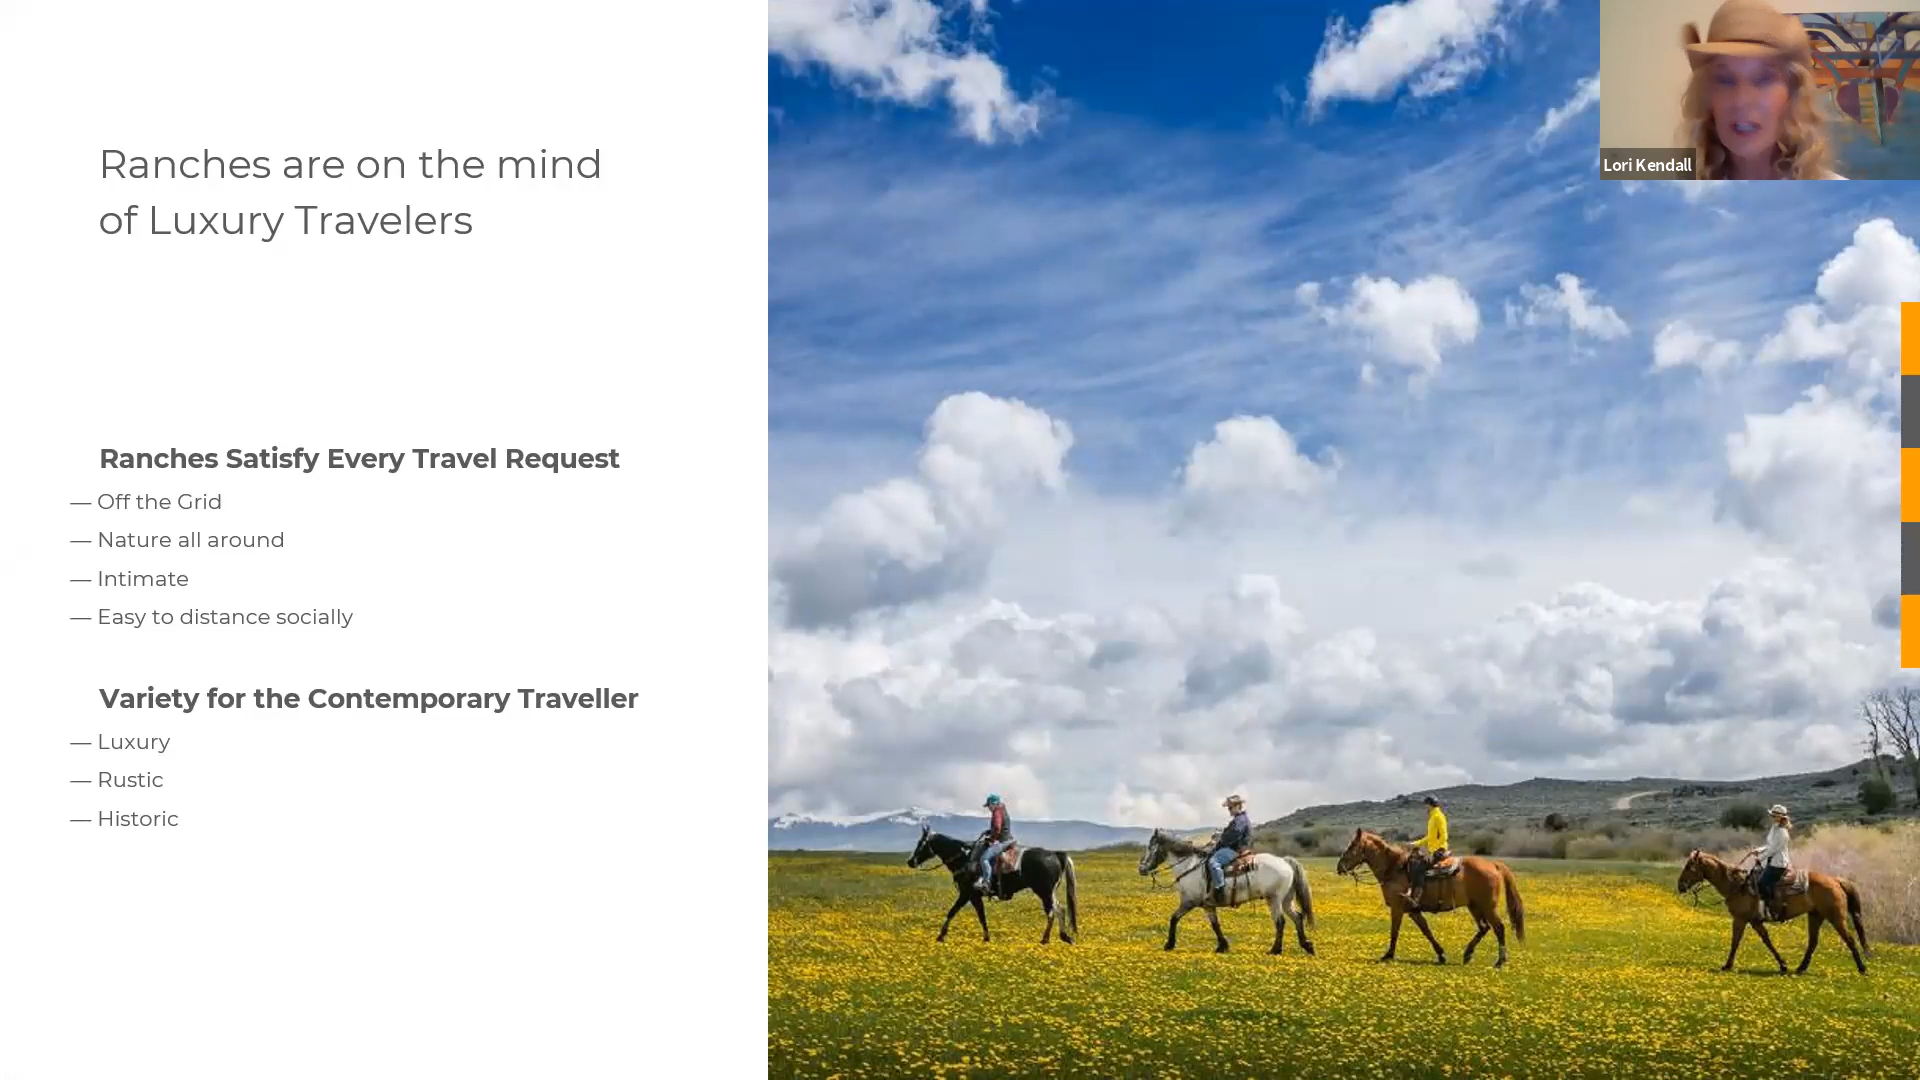 Ranches are on the mind
of Luxury Travelers
Ranches Satisfy Every Travel Request
— Off the Grid
— Nature all around
— Intimate
— Easy to distance socially
Variety for the Contemporary Traveller
— Luxury
— Rustic
— Historic
Lori Kendall